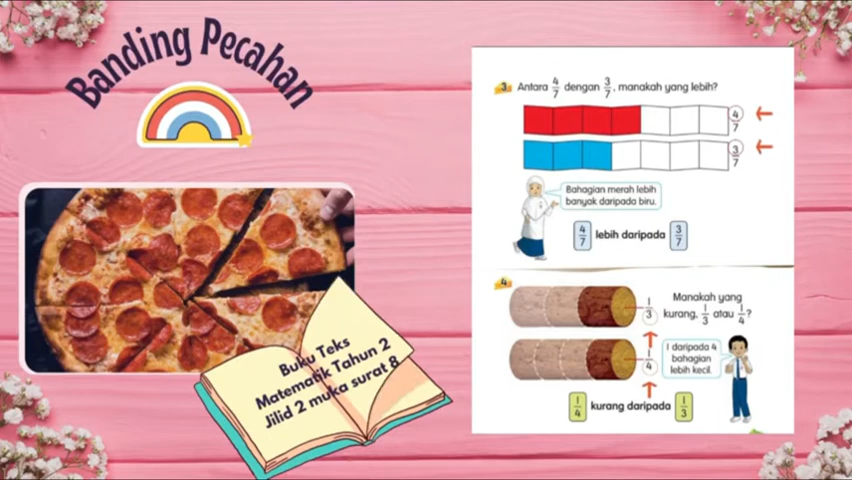 Banding Pecahan
Buku Teks
Matematik Tahun 2
Jilid 2 muka surat 8
3 Antara 4/7 dengan 3/7, manakah yang lebih?
4/7
3/7
Bahagian merah lebih
banyak daripada biru.
4/7 lebih daripada 3/7
4
1/3
Manakah yang
kurang, 1/3 atau 1/4?
1/4
1 daripada 4
bahagian
lebih kecil.
1/4 kurang daripada 1/3